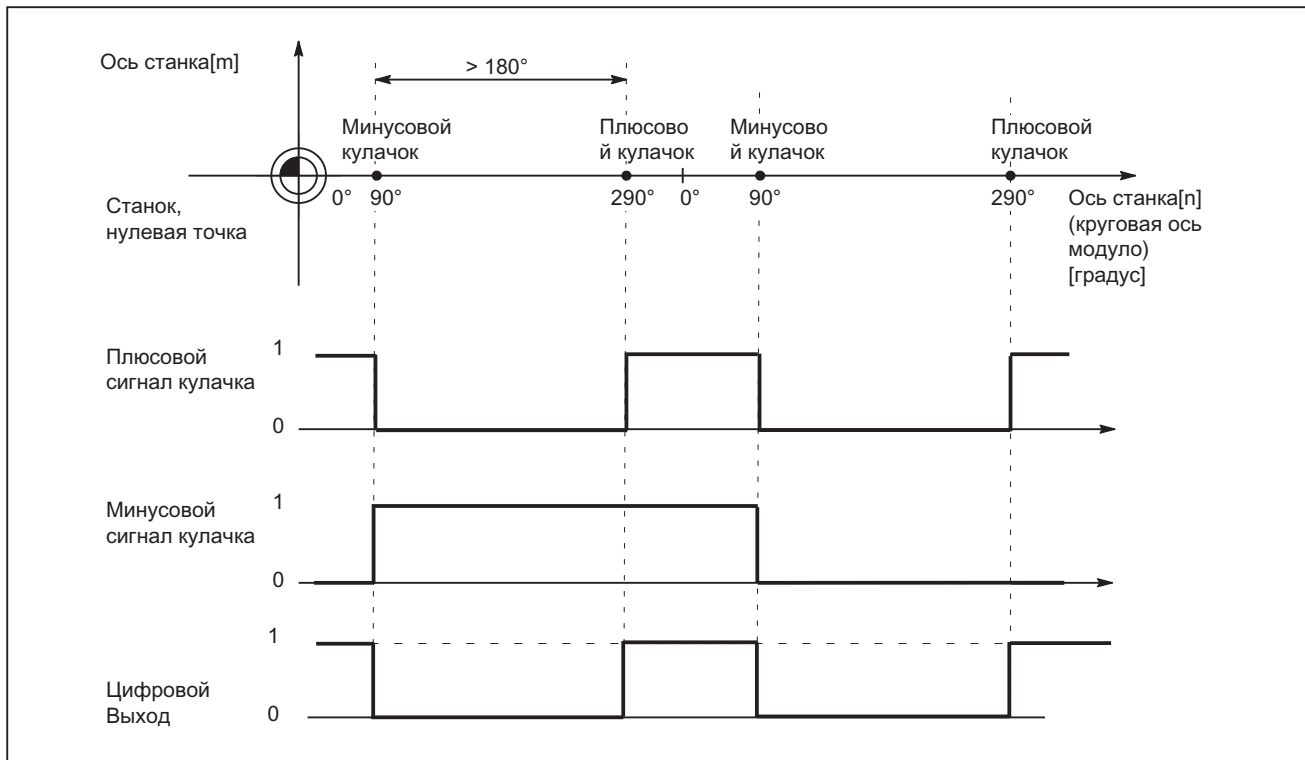 Ось станка[m]
> 180°
Минусовой
кулачок
Плюсово
й кулачок
Минусово
й кулачок
Плюсовой
кулачок
0°
90°
290°
0°
90°
290°
Станок,
нулевая точка
Ось станка[n]
(круговая ось
модуло)
[градус]
Плюсовой
сигнал кулачка
1
0
Минусовой
сигнал кулачка
1
0
Цифровой
Выход
1
0